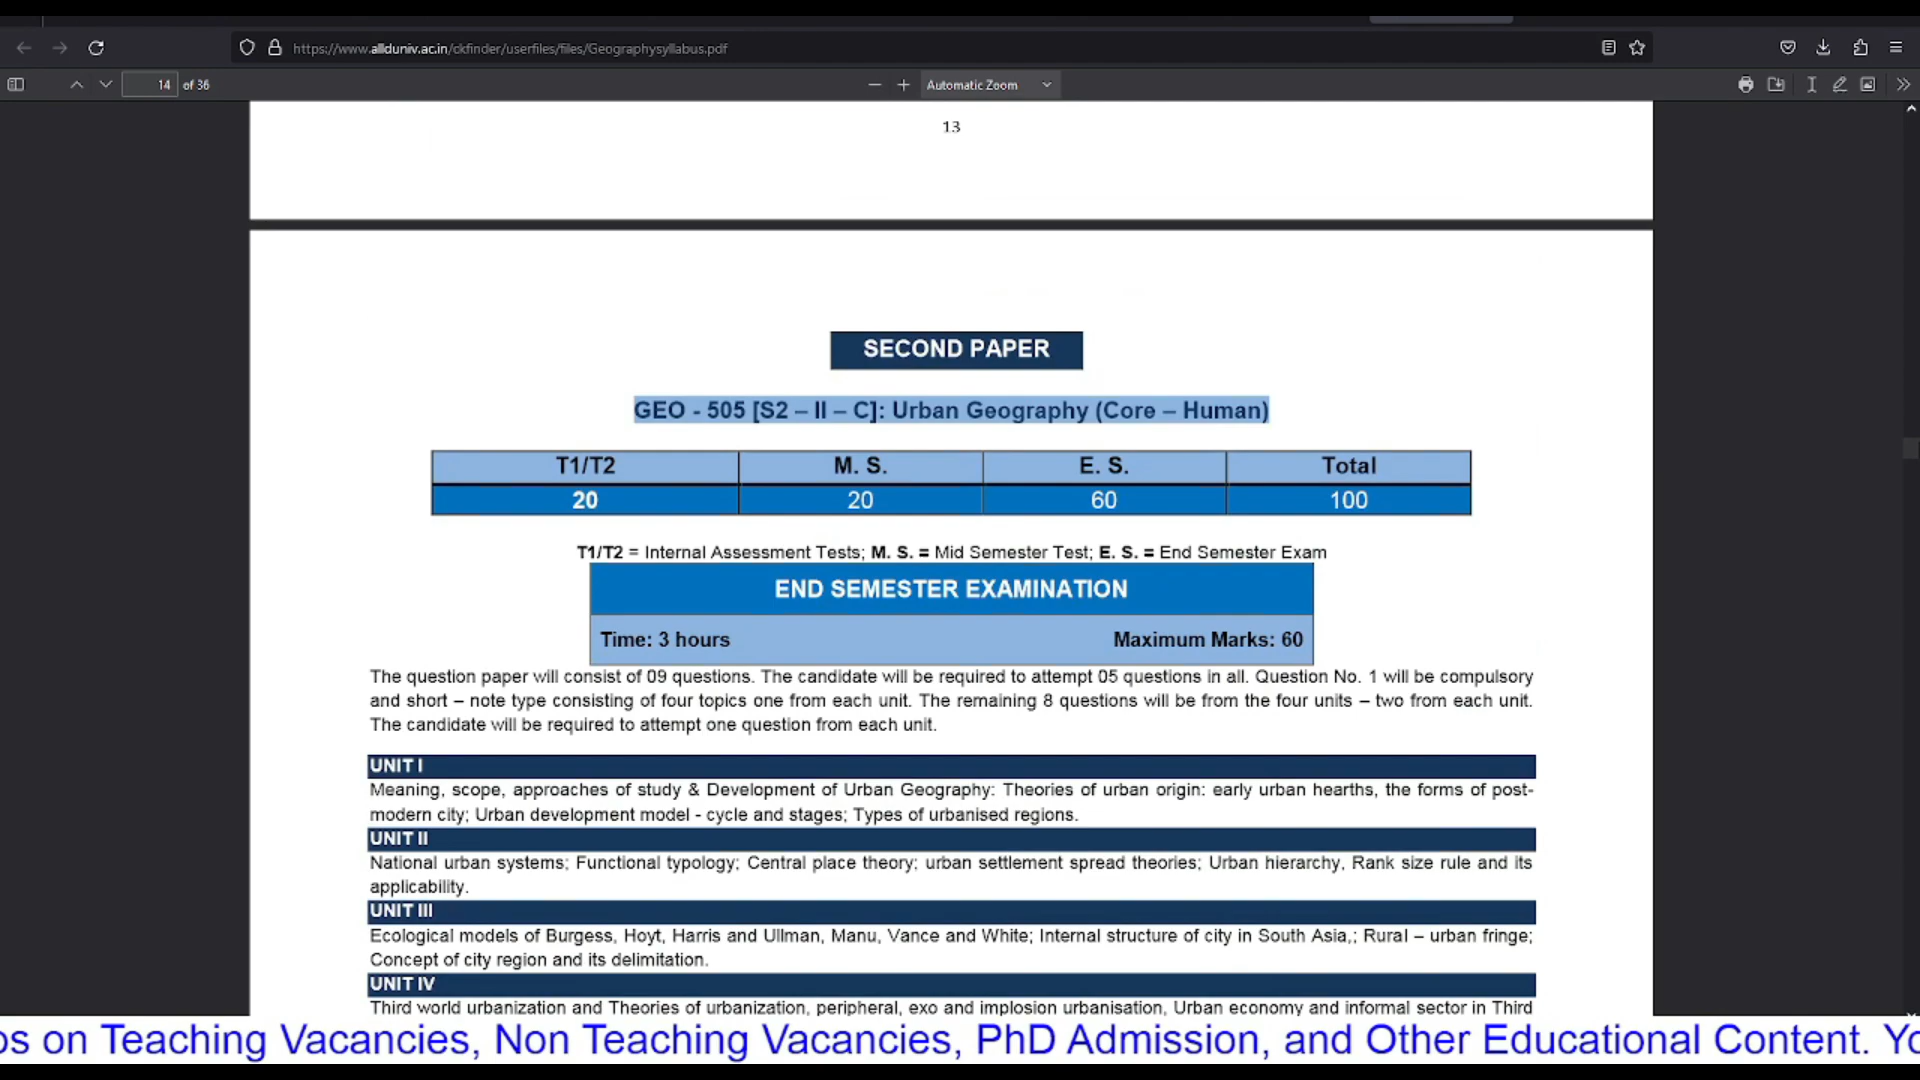 https://www.allduniv.ac.in/ckfinder/userfiles/files/Geographysyllabus.pdf
14 of 36
Automatic Zoom
13
SECOND PAPER
GEO - 505 [S2 – II – C]: Urban Geography (Core – Human)
T1/T2 M. S. E. S. Total
20 20 60 100
T1/T2 = Internal Assessment Tests; M. S. = Mid Semester Test; E. S. = End Semester Exam
END SEMESTER EXAMINATION
Time: 3 hours Maximum Marks: 60
The question paper will consist of 09 questions. The candidate will be required to attempt 05 questions in all. Question No. 1 will be compulsory
and short – note type consisting of four topics one from each unit. The remaining 8 questions will be from the four units – two from each unit.
The candidate will be required to attempt one question from each unit.
UNIT I
Meaning, scope, approaches of study & Development of Urban Geography: Theories of urban origin: early urban hearths, the forms of post-
modern city; Urban development model - cycle and stages; Types of urbanised regions.
UNIT II
National urban systems; Functional typology; Central place theory; urban settlement spread theories; Urban hierarchy, Rank size rule and its
applicability.
UNIT III
Ecological models of Burgess, Hoyt, Harris and Ullman, Manu, Vance and White; Internal structure of city in South Asia,; Rural – urban fringe;
Concept of city region and its delimitation.
UNIT IV
Third world urbanization and Theories of urbanization, peripheral, exo and implosion urbanisation, Urban economy and informal sector in Third
os on Teaching Vacancies, Non Teaching Vacancies, PhD Admission, and Other Educational Content. Yo